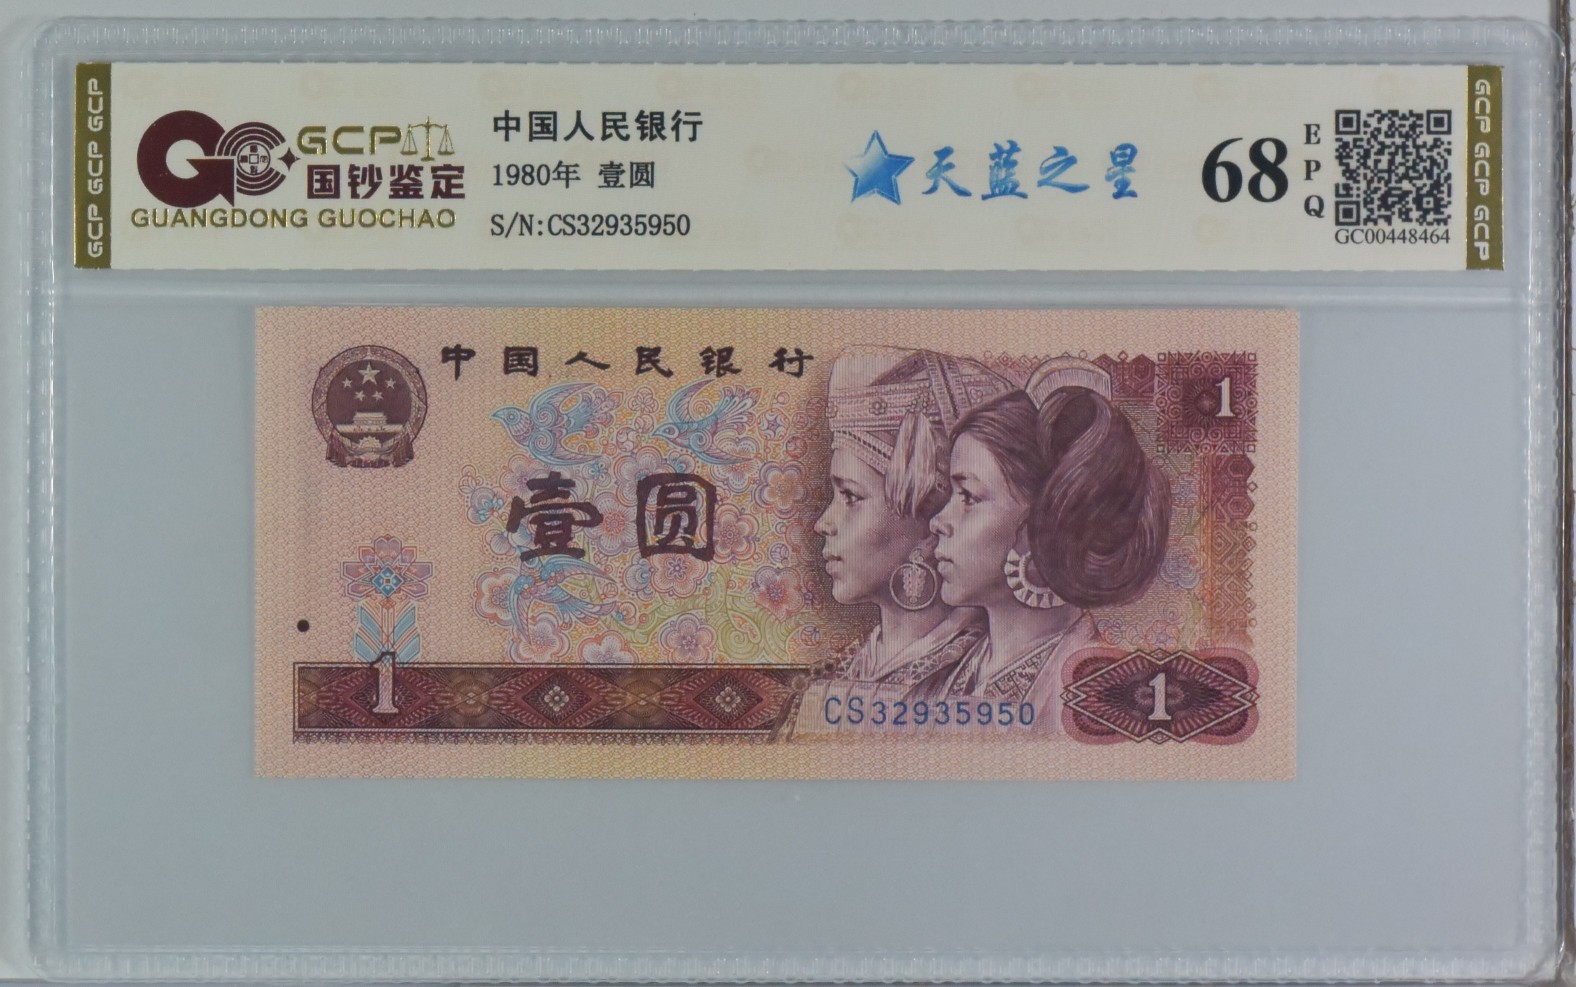 GCP GCP GCP
GCP
国钞鉴定
GUANGDONG GUOCHAO
中国人民银行
1980年 壹圆
S/N:CS32935950
天蓝之星
68
EPQ
GC00448464
GCP GCP GCP
中国人民银行
1
壹圆
1
CS32935950
1